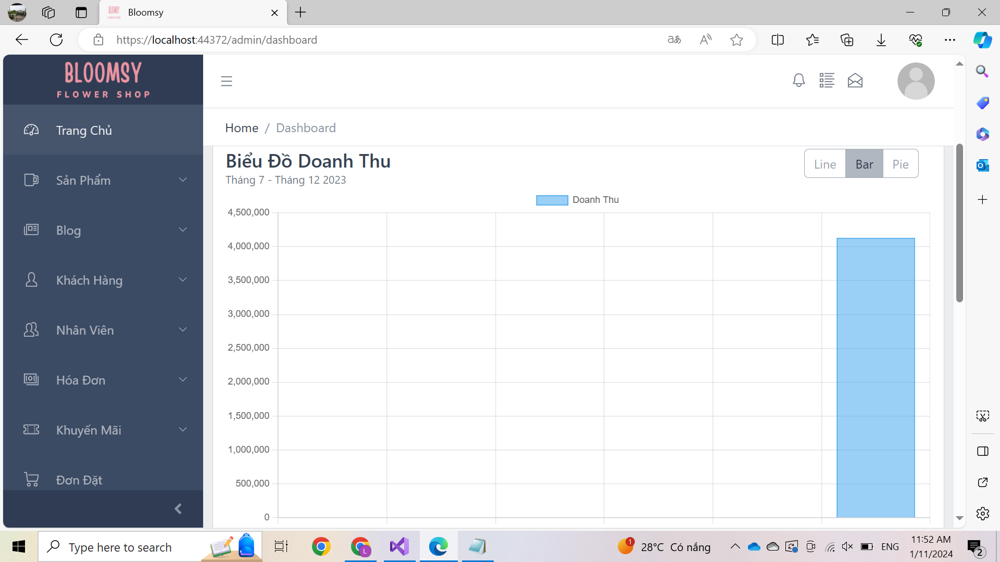 Bloomsy
https://localhost:44372/admin/dashboard
BLOOMSY
FLOWER SHOP
Trang Chủ
Sản Phẩm
Blog
Khách Hàng
Nhân Viên
Hóa Đơn
Khuyến Mãi
Đơn Đặt
Home / Dashboard
Biểu Đồ Doanh Thu
Tháng 7 - Tháng 12 2023
Line Bar Pie
Doanh Thu
4,500,000
4,000,000
3,500,000
3,000,000
2,500,000
2,000,000
1,500,000
1,000,000
500,000
0
Type here to search
L
1
28°C Có nắng
ENG
11:52 AM
1/11/2024
2